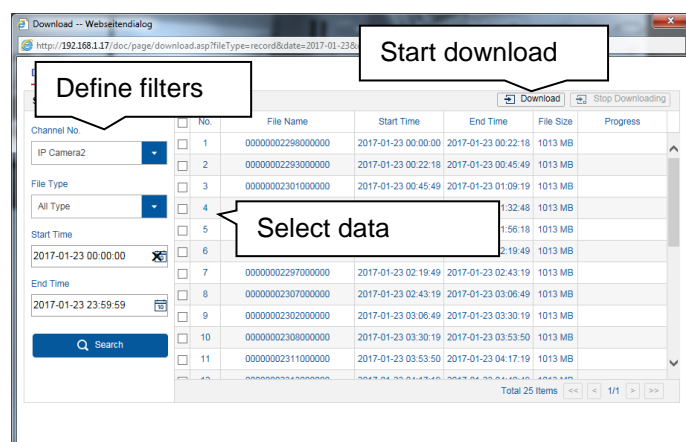 Download -- Webseitendialog
http://192.168.1.17/doc/page/download.asp?fileType=record&date=2017-01-23&
Start download
Define filters
Download Stop Downloading
Channel No.
No. File Name Start Time End Time File Size Progress
IP Camera2
1 00000002298000000 2017-01-23 00:00:00 2017-01-23 00:22:18 1013 MB
2 00000002293000000 2017-01-23 00:22:18 2017-01-23 00:45:49 1013 MB
File Type
3 00000002301000000 2017-01-23 00:45:49 2017-01-23 01:09:19 1013 MB
All Type
4 1:32:48 1013 MB
Select data
Start Time
5 1:56:18 1013 MB
2017-01-23 00:00:00
6 2:19:49 1013 MB
7 00000002297000000 2017-01-23 02:19:49 2017-01-23 02:43:19 1013 MB
End Time
8 00000002307000000 2017-01-23 02:43:19 2017-01-23 03:06:49 1013 MB
2017-01-23 23:59:59
9 00000002302000000 2017-01-23 03:06:49 2017-01-23 03:30:19 1013 MB
10 00000002308000000 2017-01-23 03:30:19 2017-01-23 03:53:50 1013 MB
Search
11 00000002311000000 2017-01-23 03:53:50 2017-01-23 04:17:19 1013 MB
Total 25 Items << < 1/1 > >>